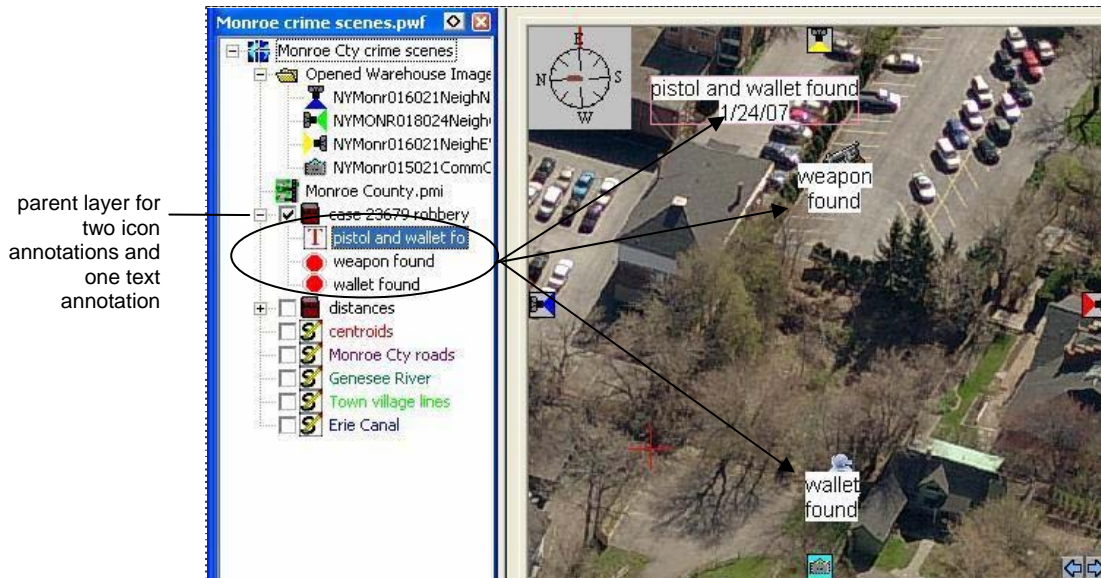 Monroe crime scenes.pwf
Monroe Cty crime scenes
Opened Warehouse Image
NYMonr016021NeighN
NYMONR018024Neigh
NYMonr016021NeighE
NYMonr015021CommC
Monroe County.pmi
case 23679 robbery
T pistol and wallet fo
weapon found
wallet found
distances
S centroids
S Monroe Cty roads
S Genesee River
S Town village lines
S Erie Canal
parent layer for
two icon
annotations and
one text
annotation
E
N S
W
pistol and wallet found
1/24/07
weapon
found
wallet
found